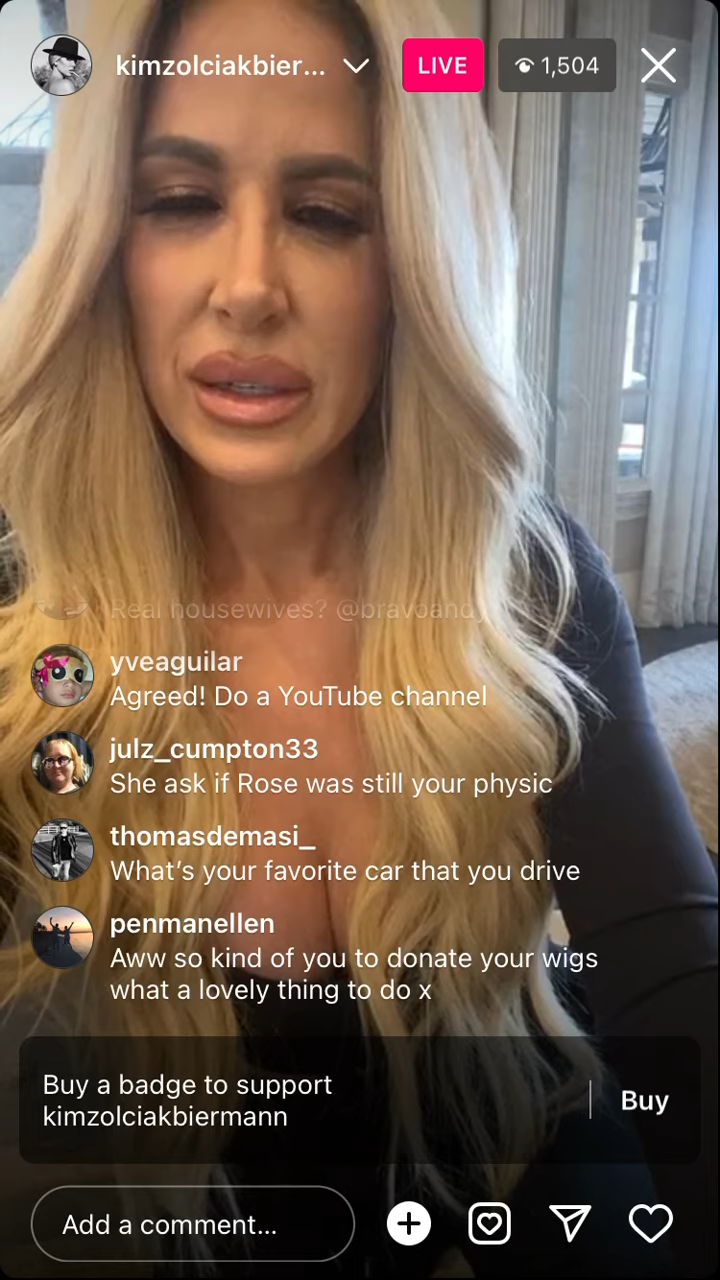 kimzolciakbier...
LIVE
1,504
Real housewives? @bravoandy
yveaguilar
Agreed! Do a YouTube channel
julz_cumpton33
She ask if Rose was still your physic
thomasdemasi_
What’s your favorite car that you drive
penmanellen
Aww so kind of you to donate your wigs
what a lovely thing to do x
Buy a badge to support
kimzolciakbiermann
Buy
Add a comment...